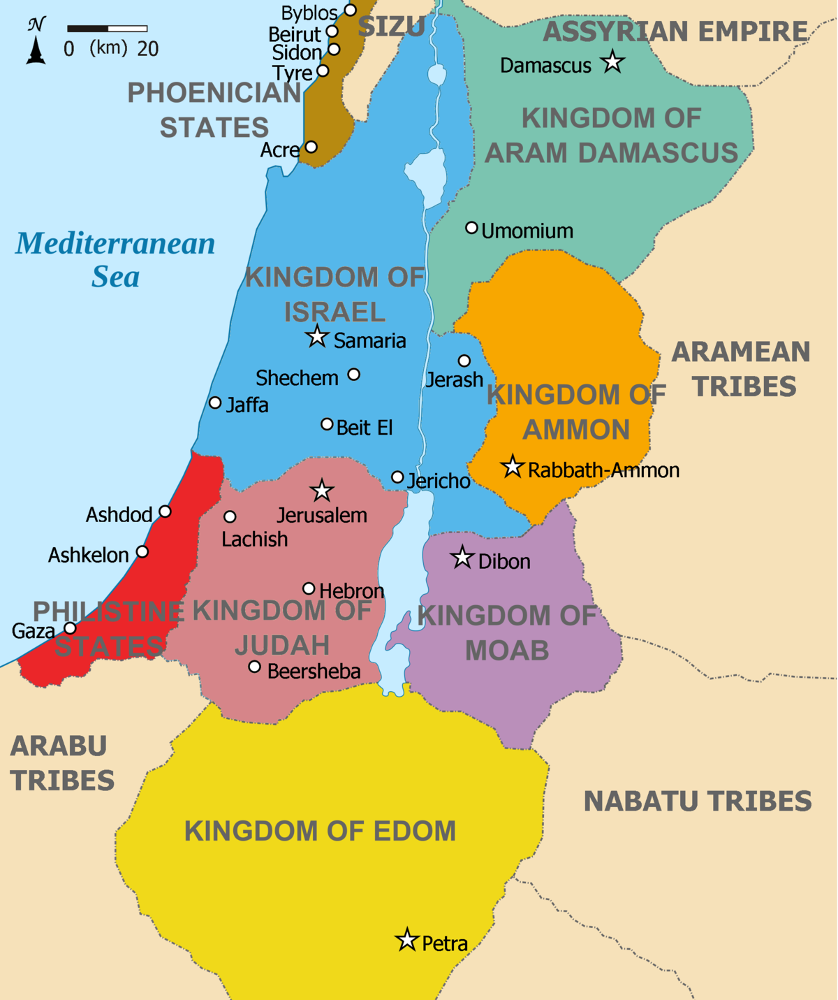 Byblos
SIZU
N
Beirut
ASSYRIAN EMPIRE
0 (km) 20
Sidon
Damascus
Tyre
PHOENICIAN
STATES
KINGDOM OF
ARAM DAMASCUS
Acre
Umomium
Mediterranean
Sea
KINGDOM OF
ISRAEL
Samaria
ARAMEAN
TRIBES
Shechem
Jerash
KINGDOM OF
AMMON
Jaffa
Beit El
Rabbath-Ammon
Jericho
Ashdod
Jerusalem
Lachish
Ashkelon
Dibon
Hebron
PHILISTINE
STATES
KINGDOM OF
JUDAH
KINGDOM OF
MOAB
Gaza
Beersheba
ARABU
TRIBES
NABATU TRIBES
KINGDOM OF EDOM
Petra